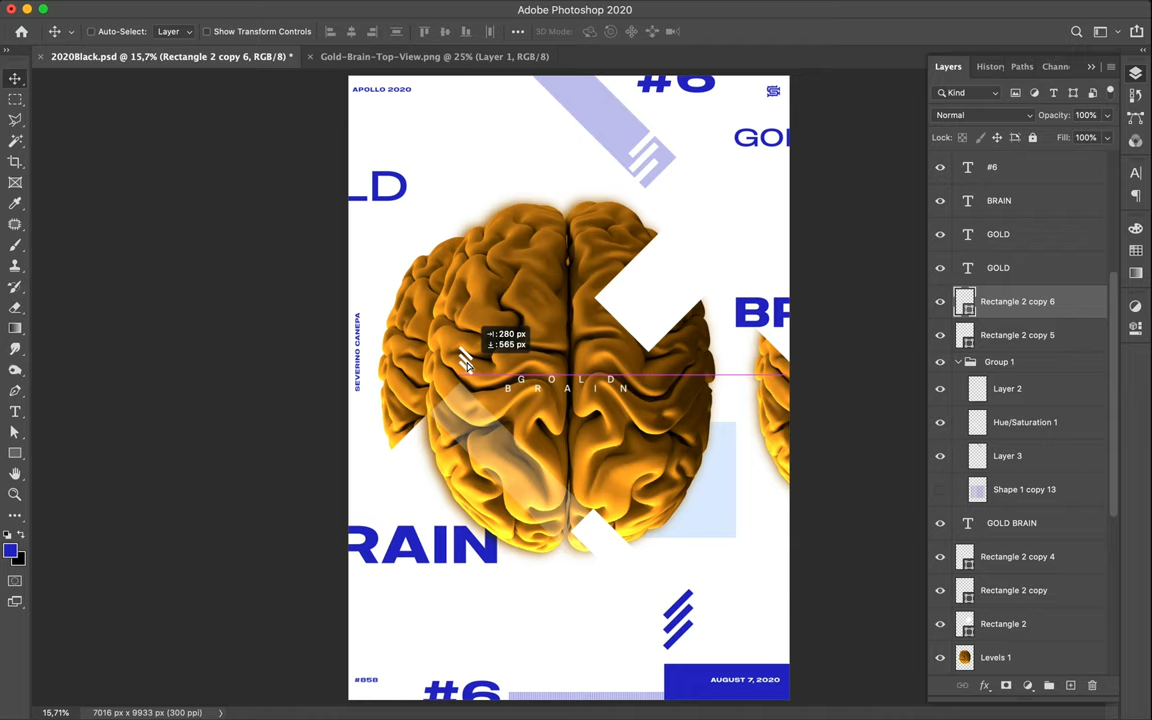 Adobe Photoshop 2020
Auto-Select:
Layer
Show Transform Controls
3D Mode:
2020Black.psd @ 15,7% (Rectangle 2 copy 6, RGB/8) *
Gold-Brain-Top-View.png @ 25% (Layer 1, RGB/8)
Layers
History
Paths
Chann
Kind
Normal
Opacity: 100%
Lock:
Fill: 100%
#6
BRAIN
GOLD
GOLD
Rectangle 2 copy 6
Rectangle 2 copy 5
Group 1
Layer 2
Hue/Saturation 1
Layer 3
Shape 1 copy 13
GOLD BRAIN
Rectangle 2 copy 4
Rectangle 2 copy
Rectangle 2
Levels 1
APOLLO 2020
#6
GOL
LD
BR
SEVERINO CANEPA
:280 px
:565 px
G O L D
B R A I N
RAIN
#858
#6
AUGUST 7, 2020
15,71%
7016 px x 9933 px (300 ppi)